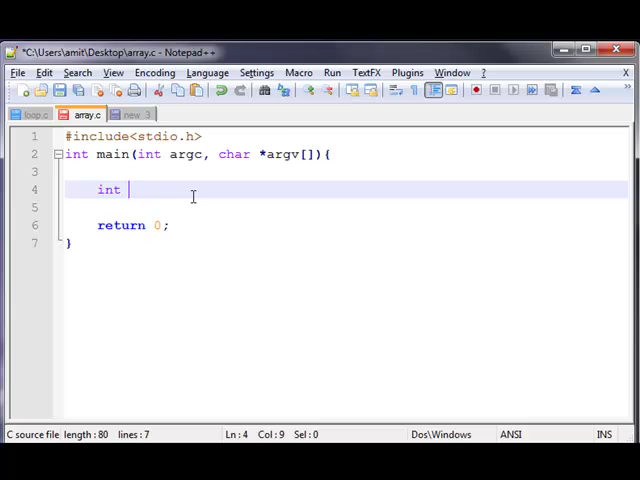 *C:\Users\amit\Desktop\array.c - Notepad++
File Edit Search View Encoding Language Settings Macro Run TextFX Plugins Window ?
loop.c array.c new 3
1 #include<stdio.h>
2 int main(int argc, char *argv[]){
3
4 int
5
6 return 0;
7 }
C source file length : 80 lines : 7 Ln : 4 Col : 9 Sel : 0 Dos\Windows ANSI INS